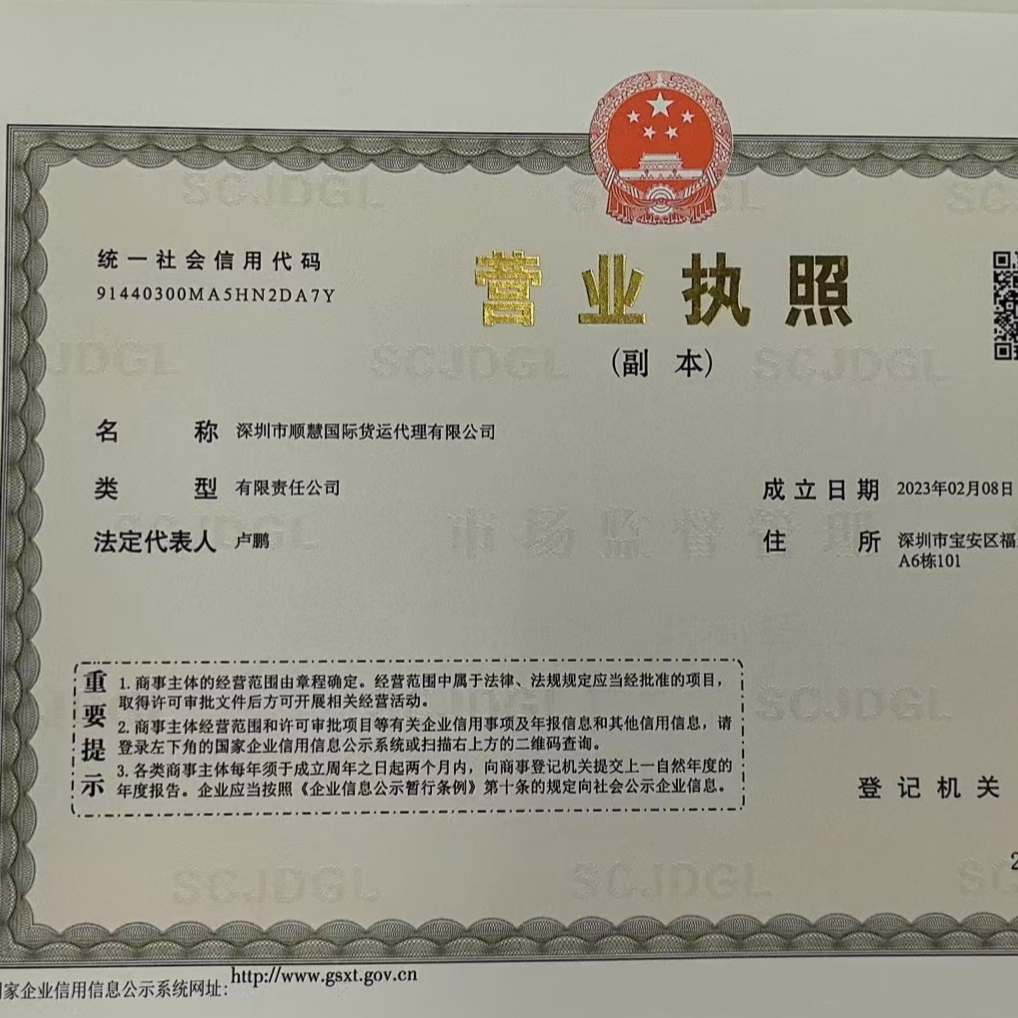 统一社会信用代码
91440300MA5HN2DA7Y
营业执照
(副 本)
名 称 深圳市顺慧国际货运代理有限公司
类 型 有限责任公司
法定代表人 卢鹏
成立日期 2023年02月08日
住 所 深圳市宝安区福
A6栋101
重要提示
1. 商事主体的经营范围由章程确定。经营范围中属于法律、法规规定应当经批准的项目，
取得许可审批文件后方可开展相关经营活动。
2. 商事主体经营范围和许可审批项目等有关企业信用事项及年报信息和其他信用信息，请
登录左下角的国家企业信用信息公示系统或扫描右上方的二维码查询。
3. 各类商事主体每年须于成立周年之日起两个月内，向商事登记机关提交上一自然年度的
年度报告。企业应当按照《企业信息公示暂行条例》第十条的规定向社会公示企业信息。
登记机关
2
家企业信用信息公示系统网址: http://www.gsxt.gov.cn
SCJDGL
SCJDGL
SCJDGL
SCJDGL
市场监督管理
SCJDGL
SCJDGL
SCJDGL